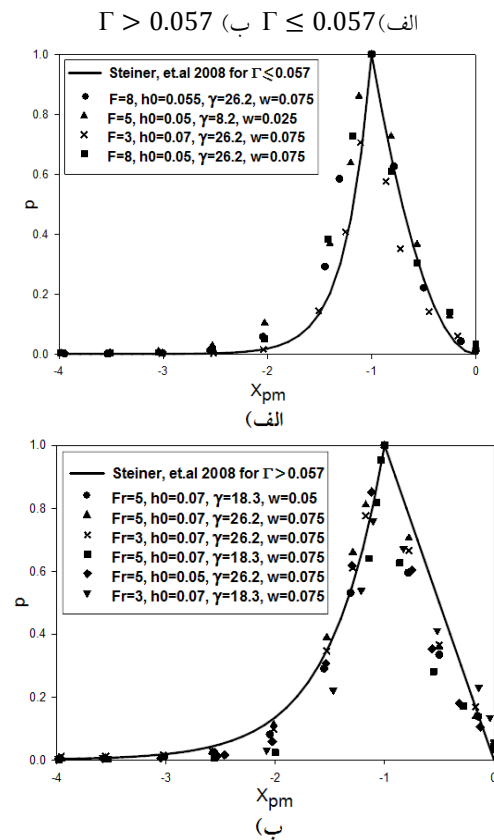 الف) Γ ≤ 0.057 ب) Γ > 0.057
1.0
0.8
0.6
0.4
0.2
0.0
p
Steiner, et.al 2008 for Γ⩽0.057
F=8, h0=0.055, γ=26.2, w=0.075
F=5, h0=0.05, γ=8.2, w=0.025
F=3, h0=0.07, γ=26.2, w=0.075
F=8, h0=0.05, γ=26.2, w=0.075
-4 -3 -2 -1 0
Xpm
الف)
1.0
0.8
0.6
0.4
0.2
0.0
p
Steiner, et.al 2008 for Γ>0.057
Fr=5, h0=0.07, γ=18.3, w=0.05
Fr=5, h0=0.07, γ=26.2, w=0.075
Fr=3, h0=0.07, γ=26.2, w=0.075
Fr=5, h0=0.07, γ=18.3, w=0.075
Fr=5, h0=0.05, γ=26.2, w=0.075
Fr=3, h0=0.07, γ=18.3, w=0.075
-4 -3 -2 -1 0
Xpm
ب)